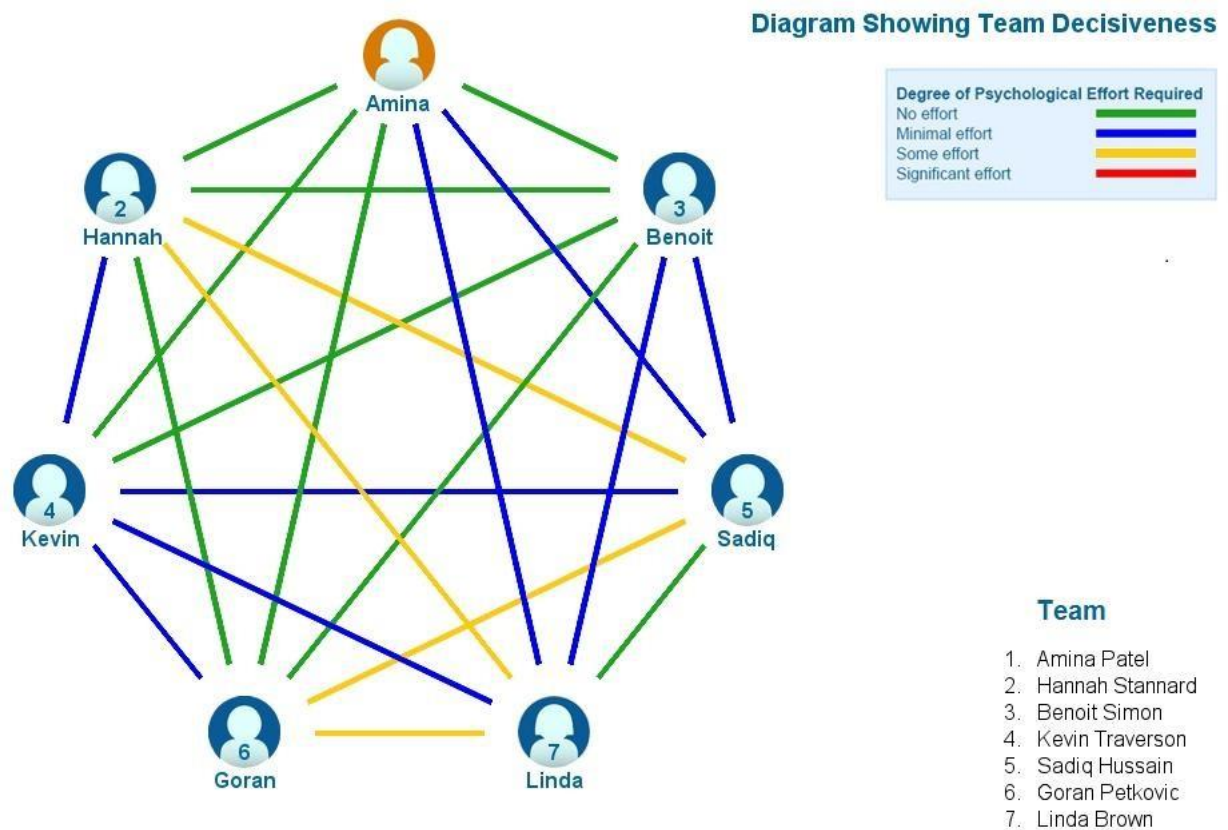 Diagram Showing Team Decisiveness
Degree of Psychological Effort Required
No effort
Minimal effort
Some effort
Significant effort
Amina
2
Hannah
3
Benoit
4
Kevin
5
Sadiq
6
Goran
7
Linda
Team
1. Amina Patel
2. Hannah Stannard
3. Benoit Simon
4. Kevin Traverson
5. Sadiq Hussain
6. Goran Petkovic
7. Linda Brown